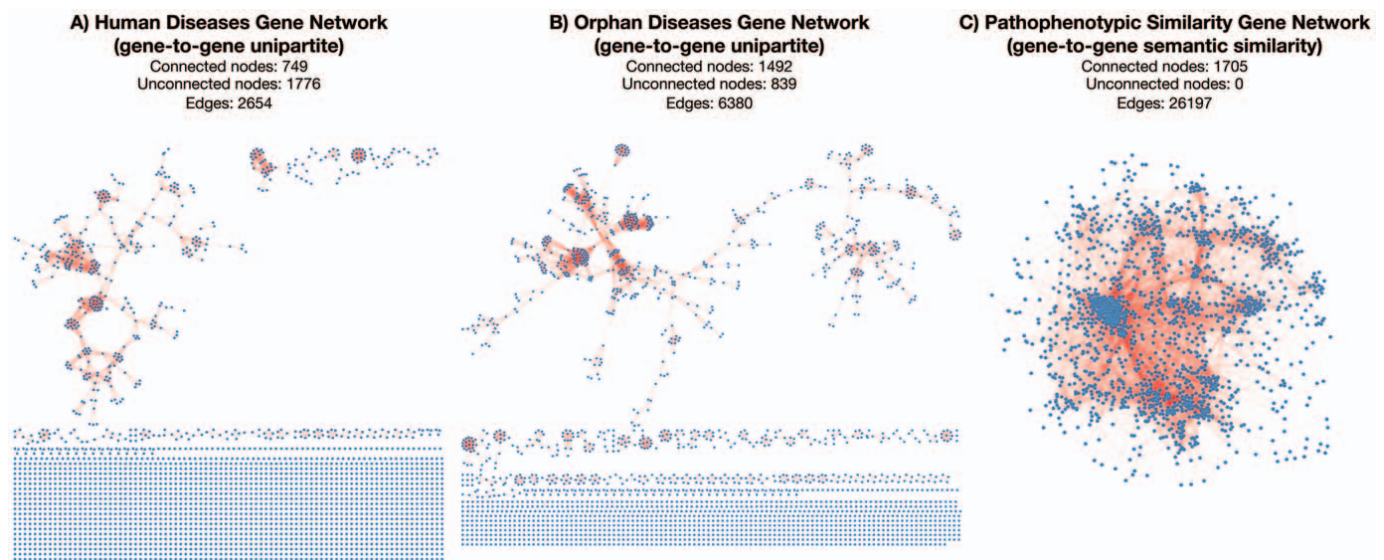 A) Human Diseases Gene Network
(gene-to-gene unipartite)
Connected nodes: 749
Unconnected nodes: 1776
Edges: 2654
B) Orphan Diseases Gene Network
(gene-to-gene unipartite)
Connected nodes: 1492
Unconnected nodes: 839
Edges: 6380
C) Pathophenotypic Similarity Gene Network
(gene-to-gene semantic similarity)
Connected nodes: 1705
Unconnected nodes: 0
Edges: 26197